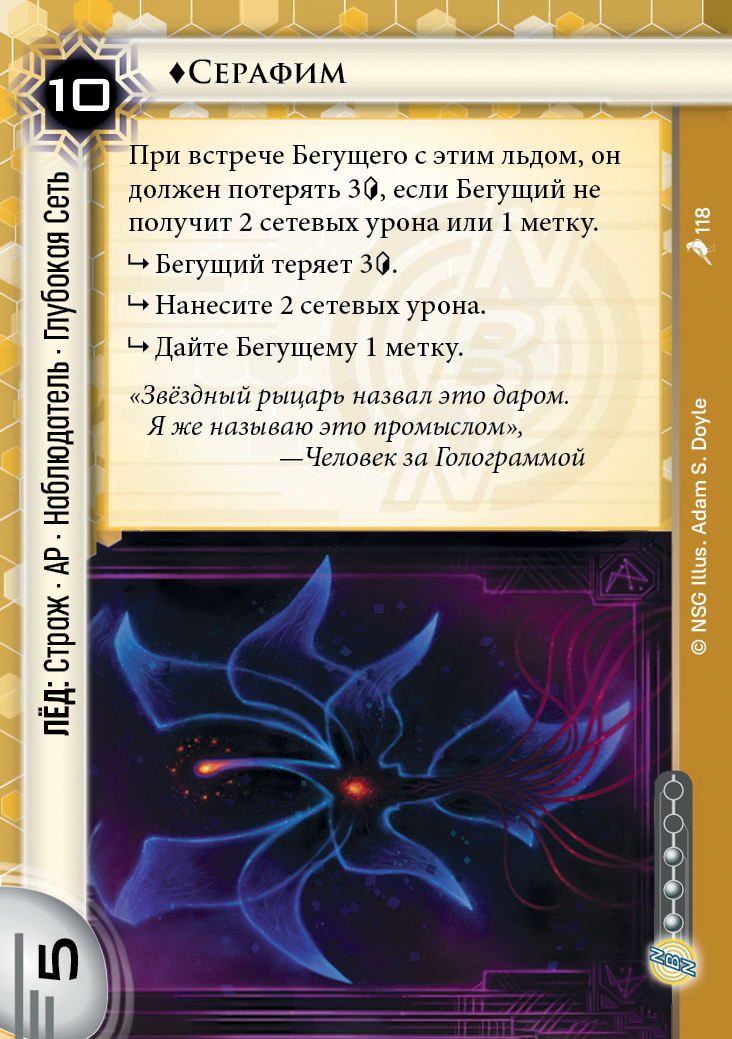 10
♦Серафим
При встрече Бегущего с этим льдом, он
должен потерять 3, если Бегущий не
получит 2 сетевых урона или 1 метку.
↳ Бегущий теряет 3.
↳ Нанесите 2 сетевых урона.
↳ Дайте Бегущему 1 метку.
«Звёздный рыцарь назвал это даром.
Я же называю это промыслом»,
—Человек за Голограммой
ЛЁД: Страж · АР · Наблюдатель · Глубокая Сеть
5
118
© NSG Illus. Adam S. Doyle
NBN
NBN